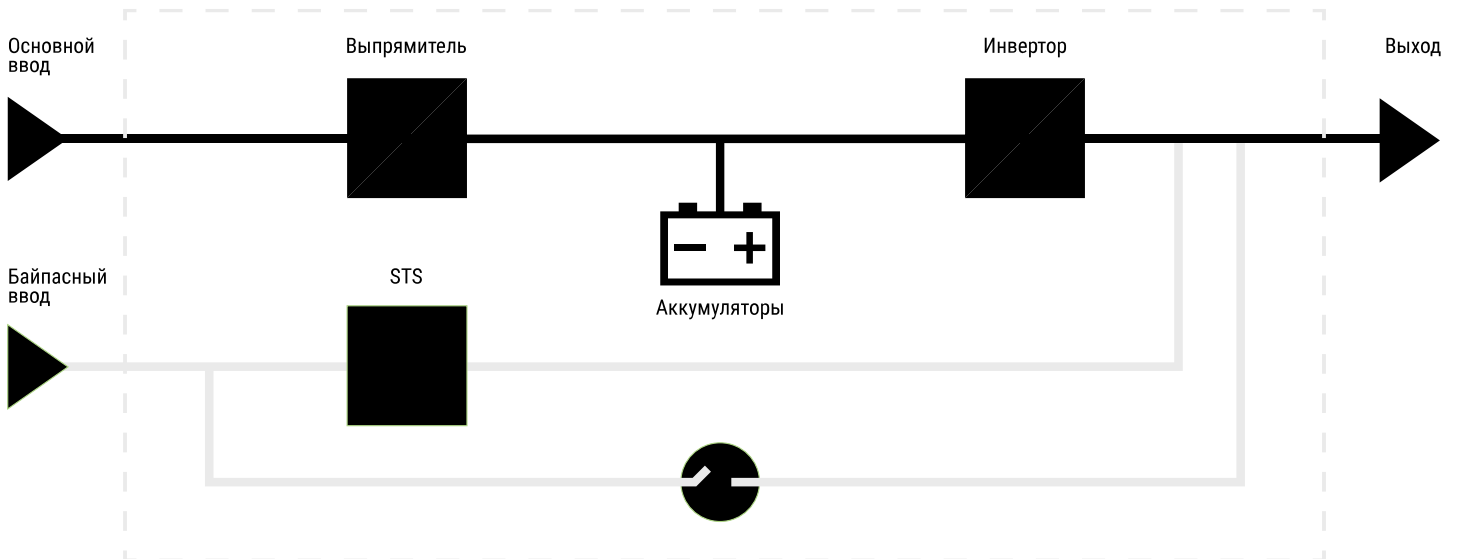 Основной
ввод
Выпрямитель
Инвертор
Выход
Байпасный
ввод
STS
Аккумуляторы